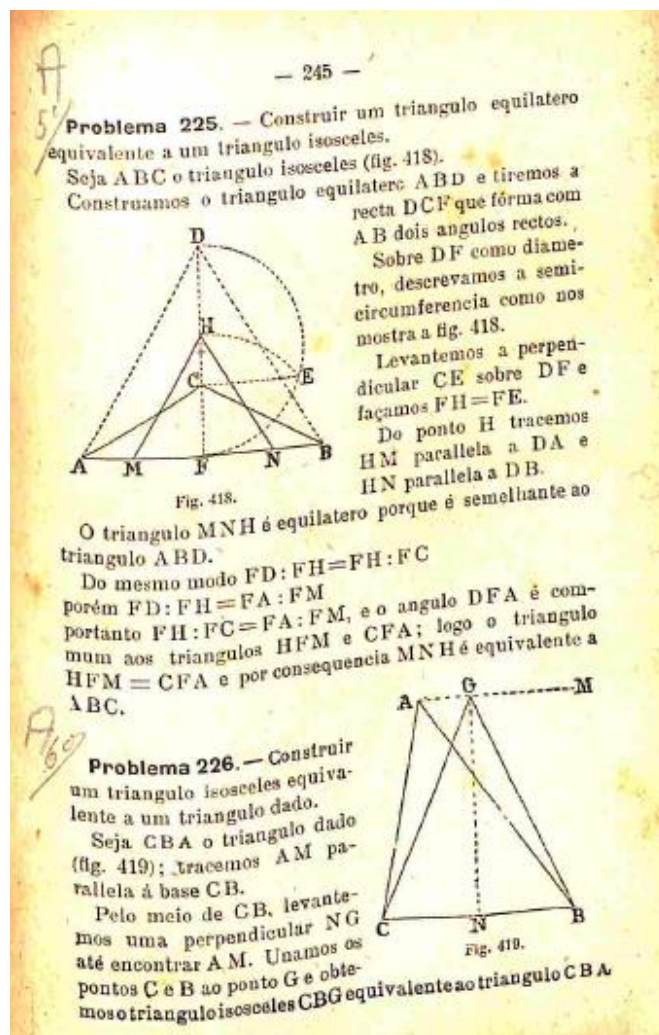 — 245 —
A
5
Problema 225. — Construir um triangulo equilatero
equivalente a um triangulo isosceles.
Seja A B C o triangulo isosceles (fig. 418).
Construamos o triangulo equilatero A B D e tiremos a
recta D C F que fórma com
A B dois angulos rectos.
Sobre D F como diame-
tro, descrevamos a semi-
circumferencia como nos
mostra a fig. 418.
Levantemos a perpen-
dicular CE sobre DF e
façamos FH=FE.
Do ponto H tracemos
HM parallela a DA e
HN parallela a DB.
D
H
C
E
A M F N B
Fig. 418.
O triangulo MNH é equilatero porque é semelhante ao
triangulo A B D.
Do mesmo modo FD : FH=FH : FC
porém FD : FH=FA : FM
portanto FH : FC=FA : FM, e o angulo DFA é com-
mum aos triangulos HFM e CFA; logo o triangulo
HFM = CFA e por consequencia MNH é equivalente a
ABC.
A
60
Problema 226. — Construir
um triangulo isosceles equiva-
lente a um triangulo dado.
Seja CBA o triangulo dado
(fig. 419); tracemos AM pa-
rallela á base CB.
Pelo meio de CB, levante-
mos uma perpendicular NG
até encontrar AM. Unamos os
pontos C e B ao ponto G e obte-
mos o triangulo isosceles CBG equivalente ao triangulo CBA.
A G M
C N B
Fig. 419.